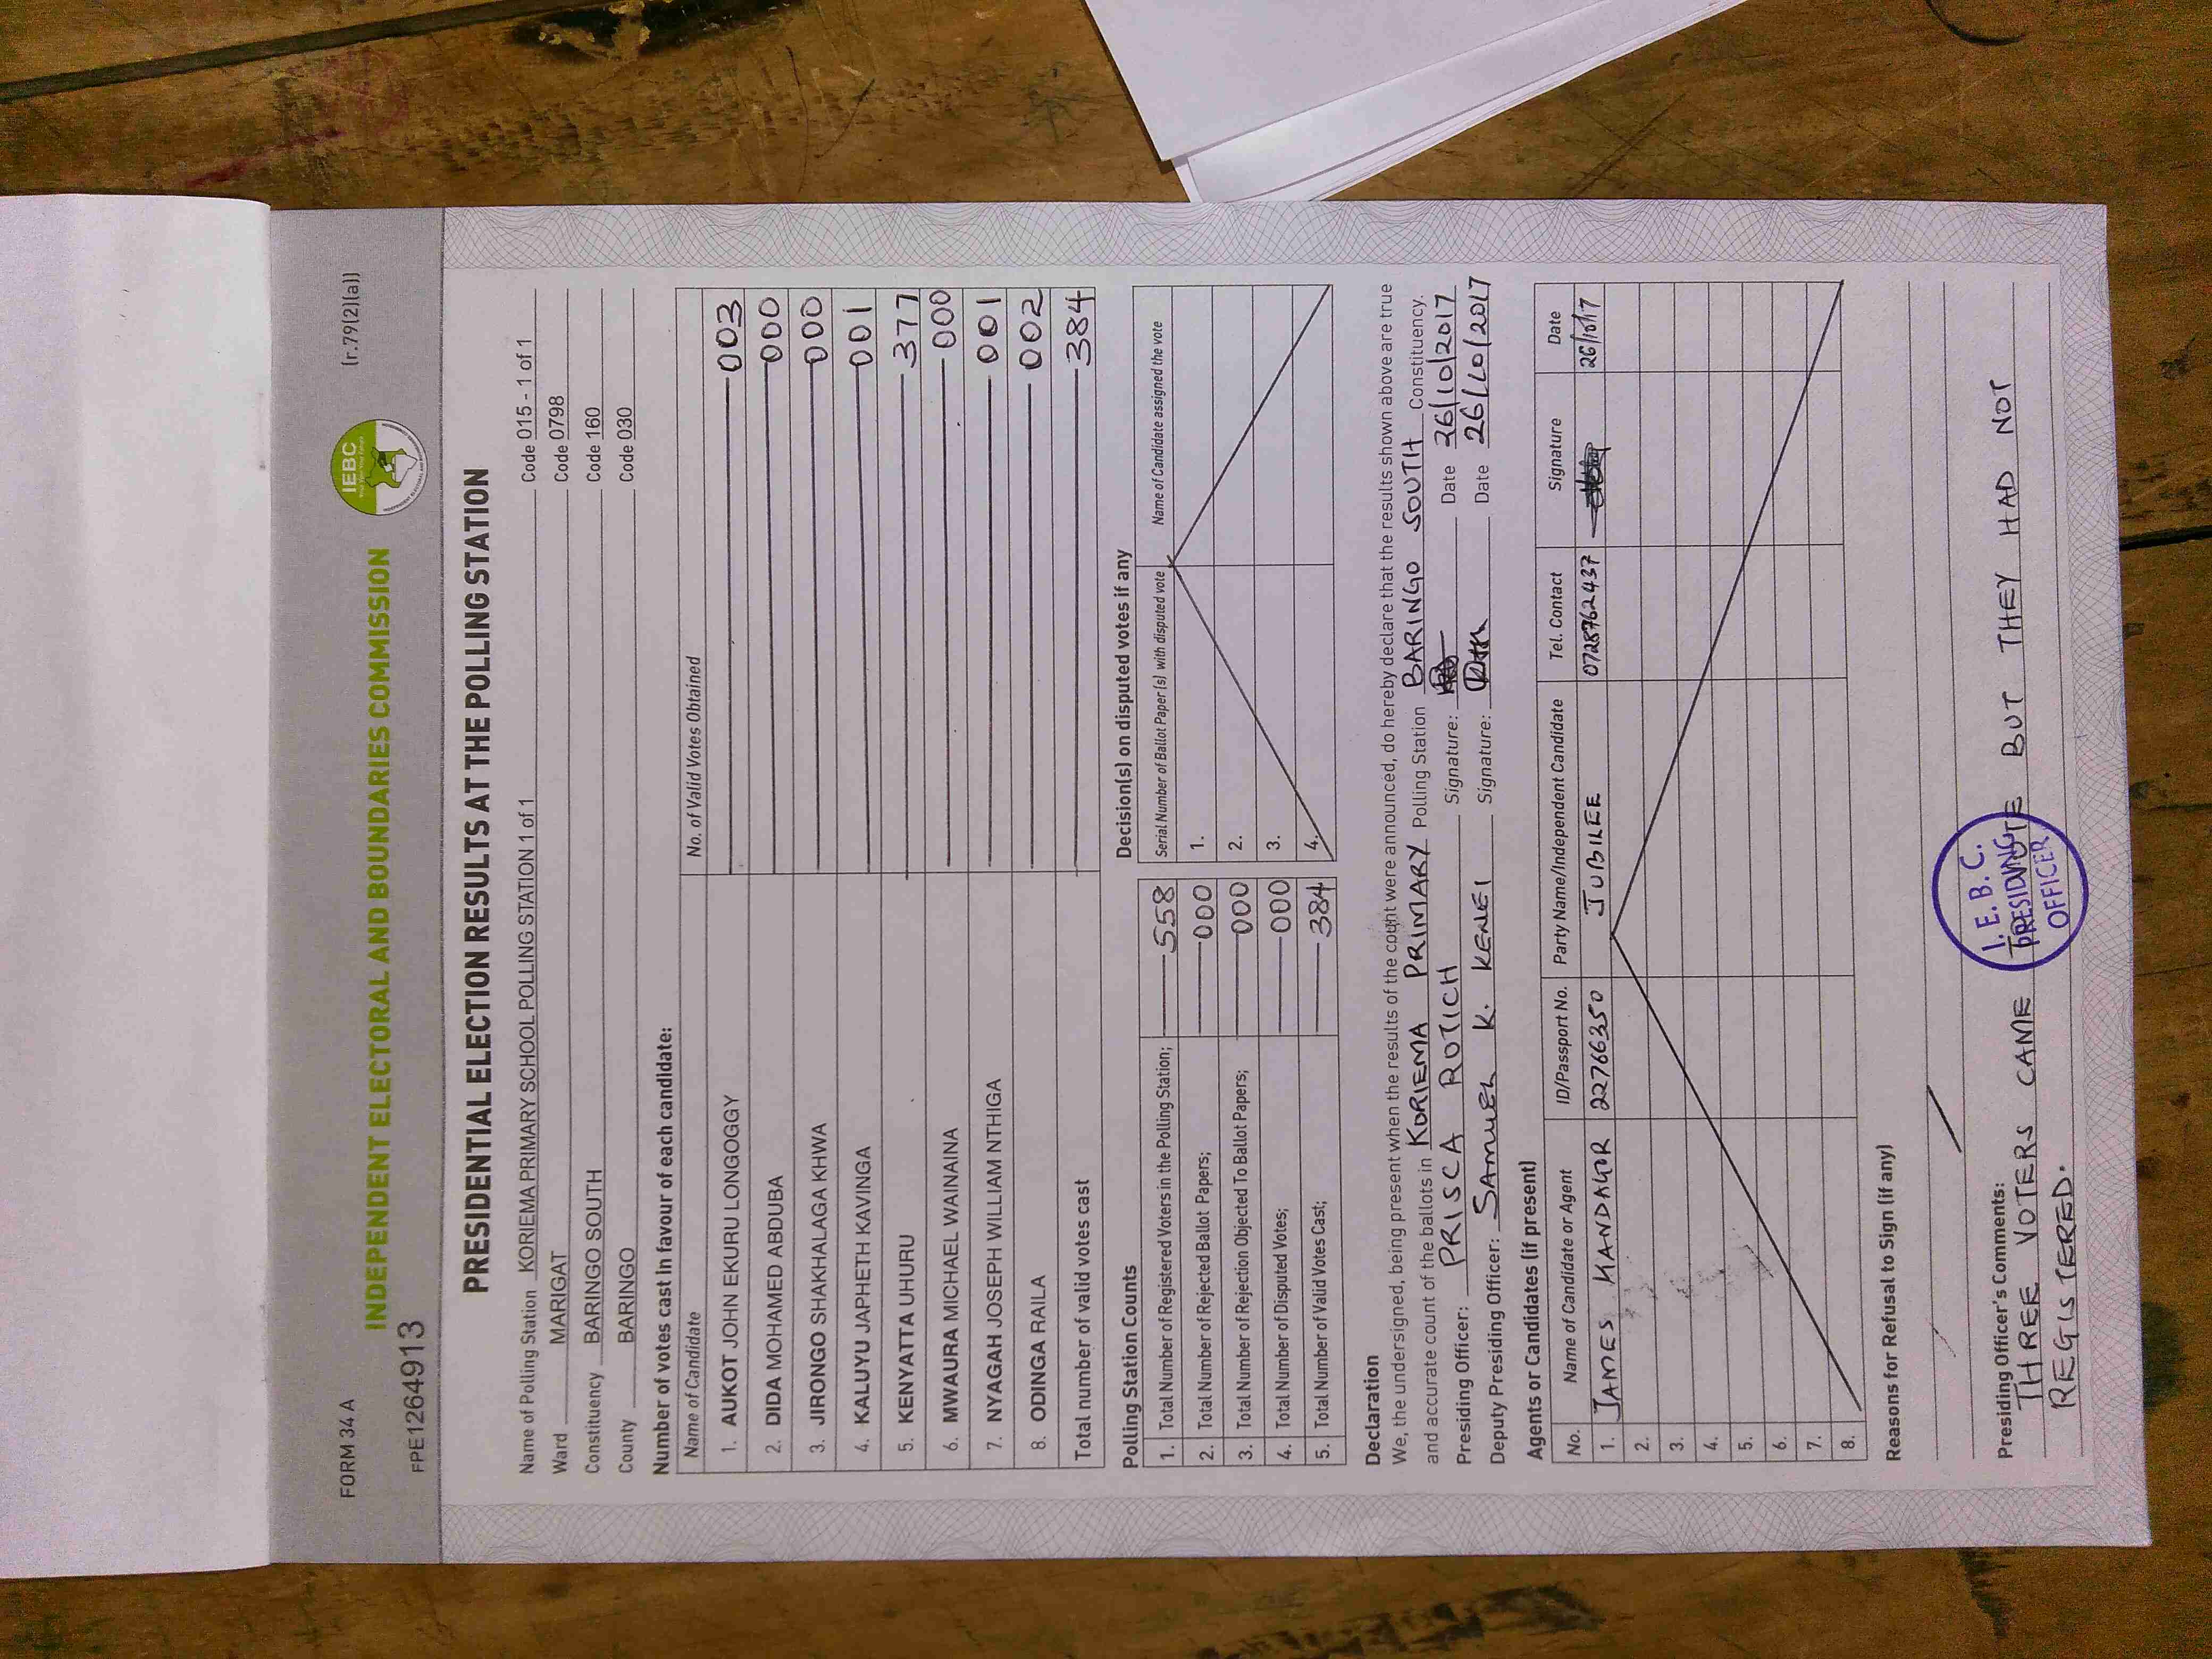 FORM 34 A
(r.79(2)(a))
INDEPENDENT ELECTORAL AND BOUNDARIES COMMISSION
IEBC
FPE1264913
PRESIDENTIAL ELECTION RESULTS AT THE POLLING STATION
Name of Polling Station KORIEMA PRIMARY SCHOOL POLLING STATION 1 of 1 Code 015 - 1 of 1
Ward MARIGAT Code 0798
Constituency BARINGO SOUTH Code 160
County BARINGO Code 030
Number of votes cast in favour of each candidate:
Name of Candidate No. of Valid Votes Obtained
1. AUKOT JOHN EKURU LONGOGGY 003
2. DIDA MOHAMED ABDUBA 000
3. JIRONGO SHAKHALAGA KHWA 000
4. KALUYU JAPHETH KAVINGA 001
5. KENYATTA UHURU 377
6. MWAURA MICHAEL WAINAINA 000
7. NYAGAH JOSEPH WILLIAM NTHIGA 001
8. ODINGA RAILA 002
Total number of valid votes cast 384
Polling Station Counts
1. Total Number of Registered Voters in the Polling Station; 558
2. Total Number of Rejected Ballot Papers; 000
3. Total Number of Rejection Objected To Ballot Papers; 000
4. Total Number of Disputed Votes; 000
5. Total Number of Valid Votes Cast; 384
Decision(s) on disputed votes if any
Serial Number of Ballot Paper(s) with disputed vote Name of Candidate assigned the vote
1.
2.
3.
4.
Declaration
We, the undersigned, being present when the results of the count were announced, do hereby declare that the results shown above are true
and accurate count of the ballots in KORIEMA PRIMARY Polling Station BARINGO SOUTH Constituency.
Presiding Officer: PRISCA ROTICH Signature: Date 26/10/2017
Deputy Presiding Officer: SAMUEL K. KENEI Signature: Date 26/10/2017
Agents or Candidates (if present)
No. Name of Candidate or Agent ID/Passport No. Party Name/Independent Candidate Tel. Contact Signature Date
1. JAMES KANDAGOR 22766350 JUBILEE 0728762437 26/10/17
2.
3.
4.
5.
6.
7.
8.
Reasons for Refusal to Sign (if any)
Presiding Officer's Comments:
THREE VOTERS CAME TO VOTE BUT THEY HAD NOT
REGISTERED.
I.E.B.C.
PRESIDING
OFFICER